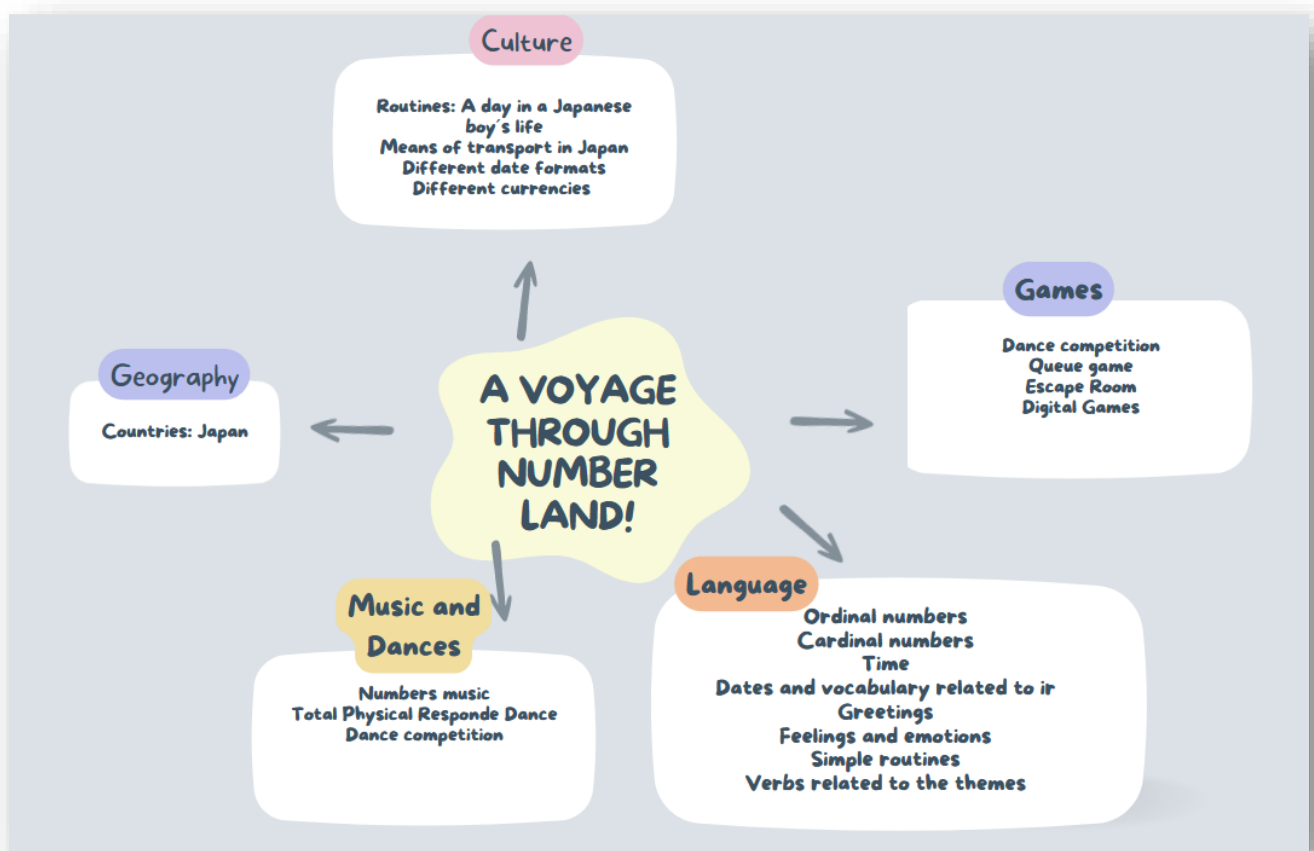 Culture
Routines: A day in a Japanese
boy´s life
Means of transport in Japan
Different date formats
Different currencies
Games
Dance competition
Queue game
Escape Room
Digital Games
Geography
Countries: Japan
A VOYAGE
THROUGH
NUMBER
LAND!
Music and
Dances
Numbers music
Total Physical Responde Dance
Dance competition
Language
Ordinal numbers
Cardinal numbers
Time
Dates and vocabulary related to ir
Greetings
Feelings and emotions
Simple routines
Verbs related to the themes